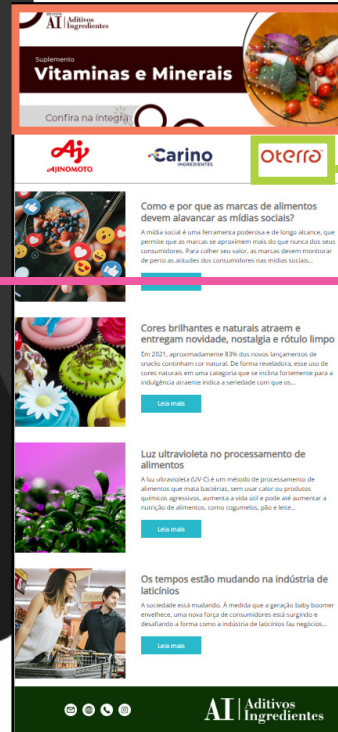 AI Aditivos
Ingredientes
Suplemento
Vitaminas e Minerais
Confira na íntegra
AJINOMOTO
Carino
INGREDIENTES
oterra
Como e por que as marcas de alimentos
devem alavancar as mídias sociais?
A mídia social é uma ferramenta poderosa e de longo alcance, que
permite que as marcas se aproximem mais do que nunca dos seus
consumidores. Para colher seu valor, as marcas devem monitorar
de perto as atitudes dos consumidores nas mídias sociais...
Cores brilhantes e naturais atraem e
entregam novidade, nostalgia e rótulo limpo
Em 2021, aproximadamente 83% dos novos lançamentos de
snacks continham cor natural. De forma reveladora, esse uso de
cores naturais em uma categoria que se inclina fortemente para a
indulgência atraente indica a seriedade com que os...
Leia mais
Luz ultravioleta no processamento de
alimentos
A luz ultravioleta (UV-C) é um método de processamento de
alimentos que mata bactérias, sem usar calor ou produtos
químicos agressivos, aumenta a vida útil e pode até aumentar a
nutrição de alimentos, como cogumelos, pão e leite...
Leia mais
Os tempos estão mudando na indústria de
laticínios
A sociedade está mudando. À medida que a geração baby boomer
envelhece, uma nova força de consumidores está surgindo e
desafiando a forma como a indústria de laticínios faz negócios...
Leia mais
AI Aditivos
Ingredientes